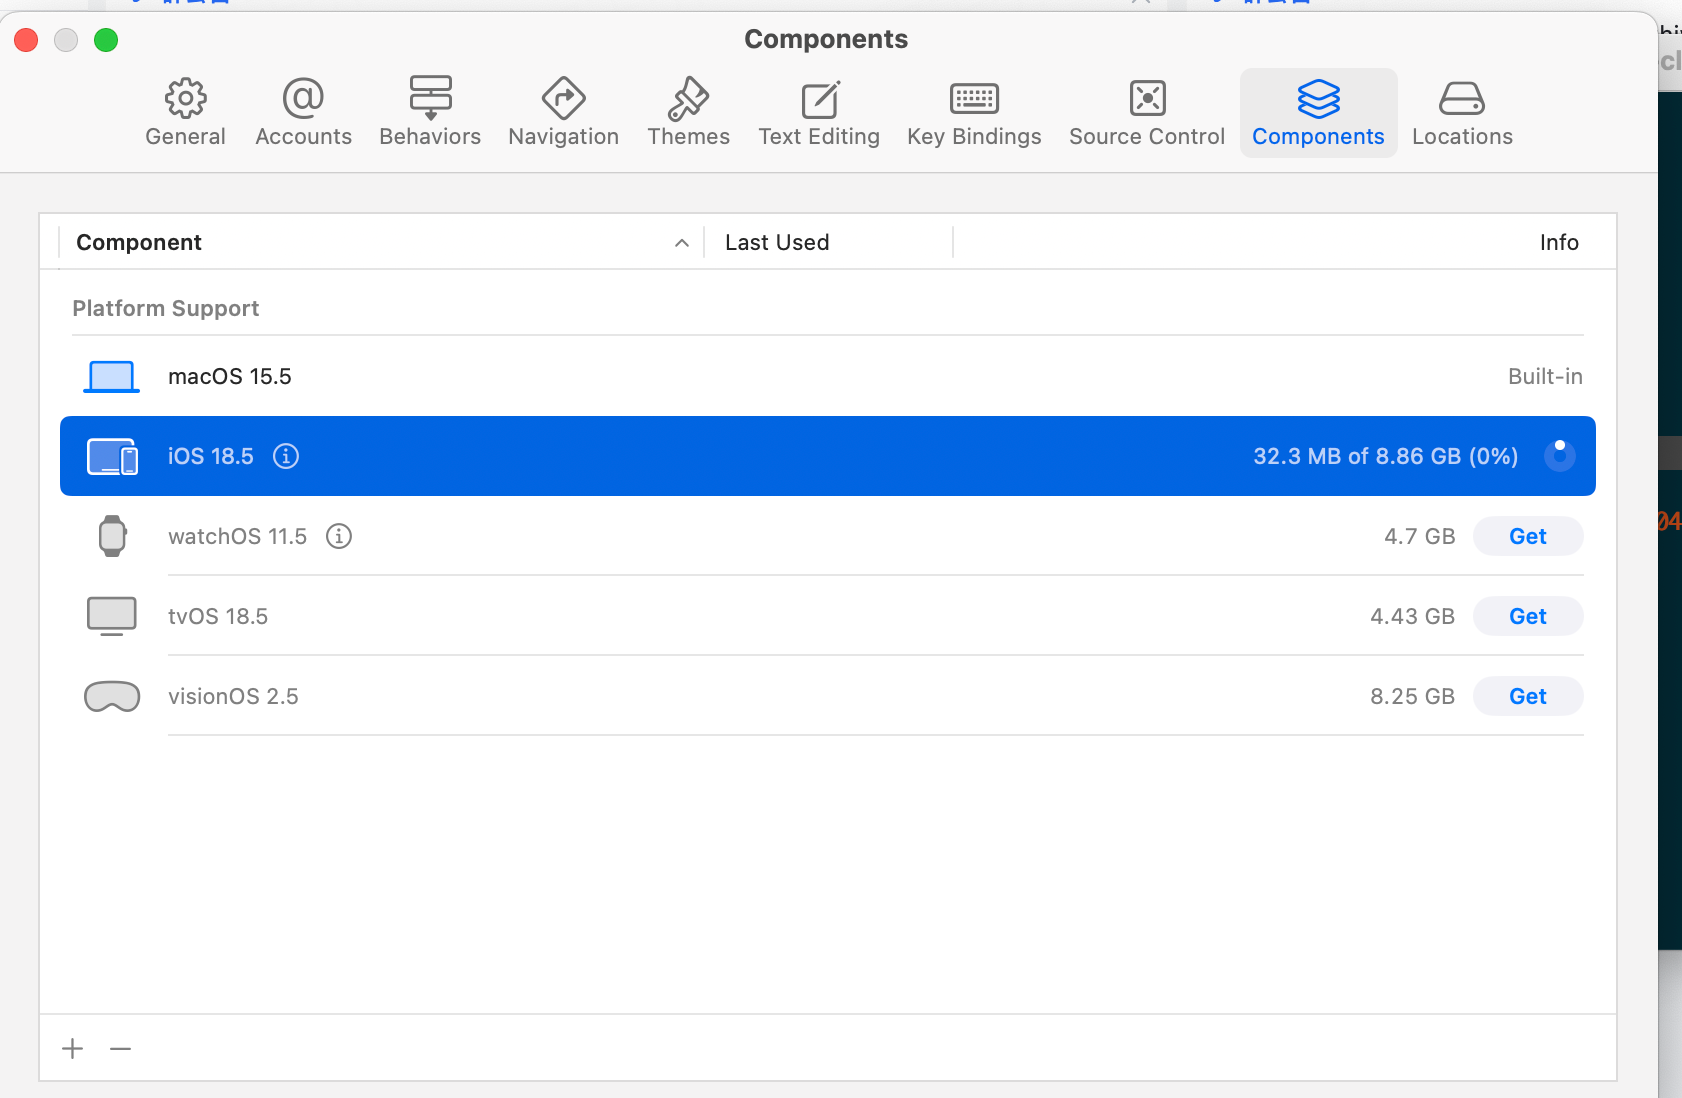 Components
General
Accounts
Behaviors
Navigation
Themes
Text Editing
Key Bindings
Source Control
Components
Locations
Component
Last Used
Info
Platform Support
macOS 15.5
Built-in
iOS 18.5
32.3 MB of 8.86 GB (0%)
watchOS 11.5
4.7 GB
Get
tvOS 18.5
4.43 GB
Get
visionOS 2.5
8.25 GB
Get
04